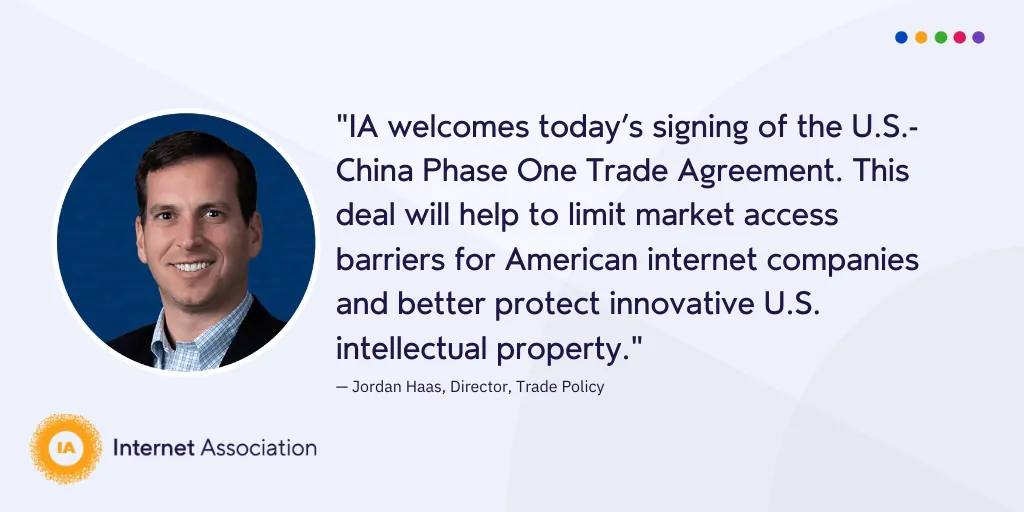 "IA welcomes today’s signing of the U.S.-
China Phase One Trade Agreement. This
deal will help to limit market access
barriers for American internet companies
and better protect innovative U.S.
intellectual property."
— Jordan Haas, Director, Trade Policy
IA Internet Association